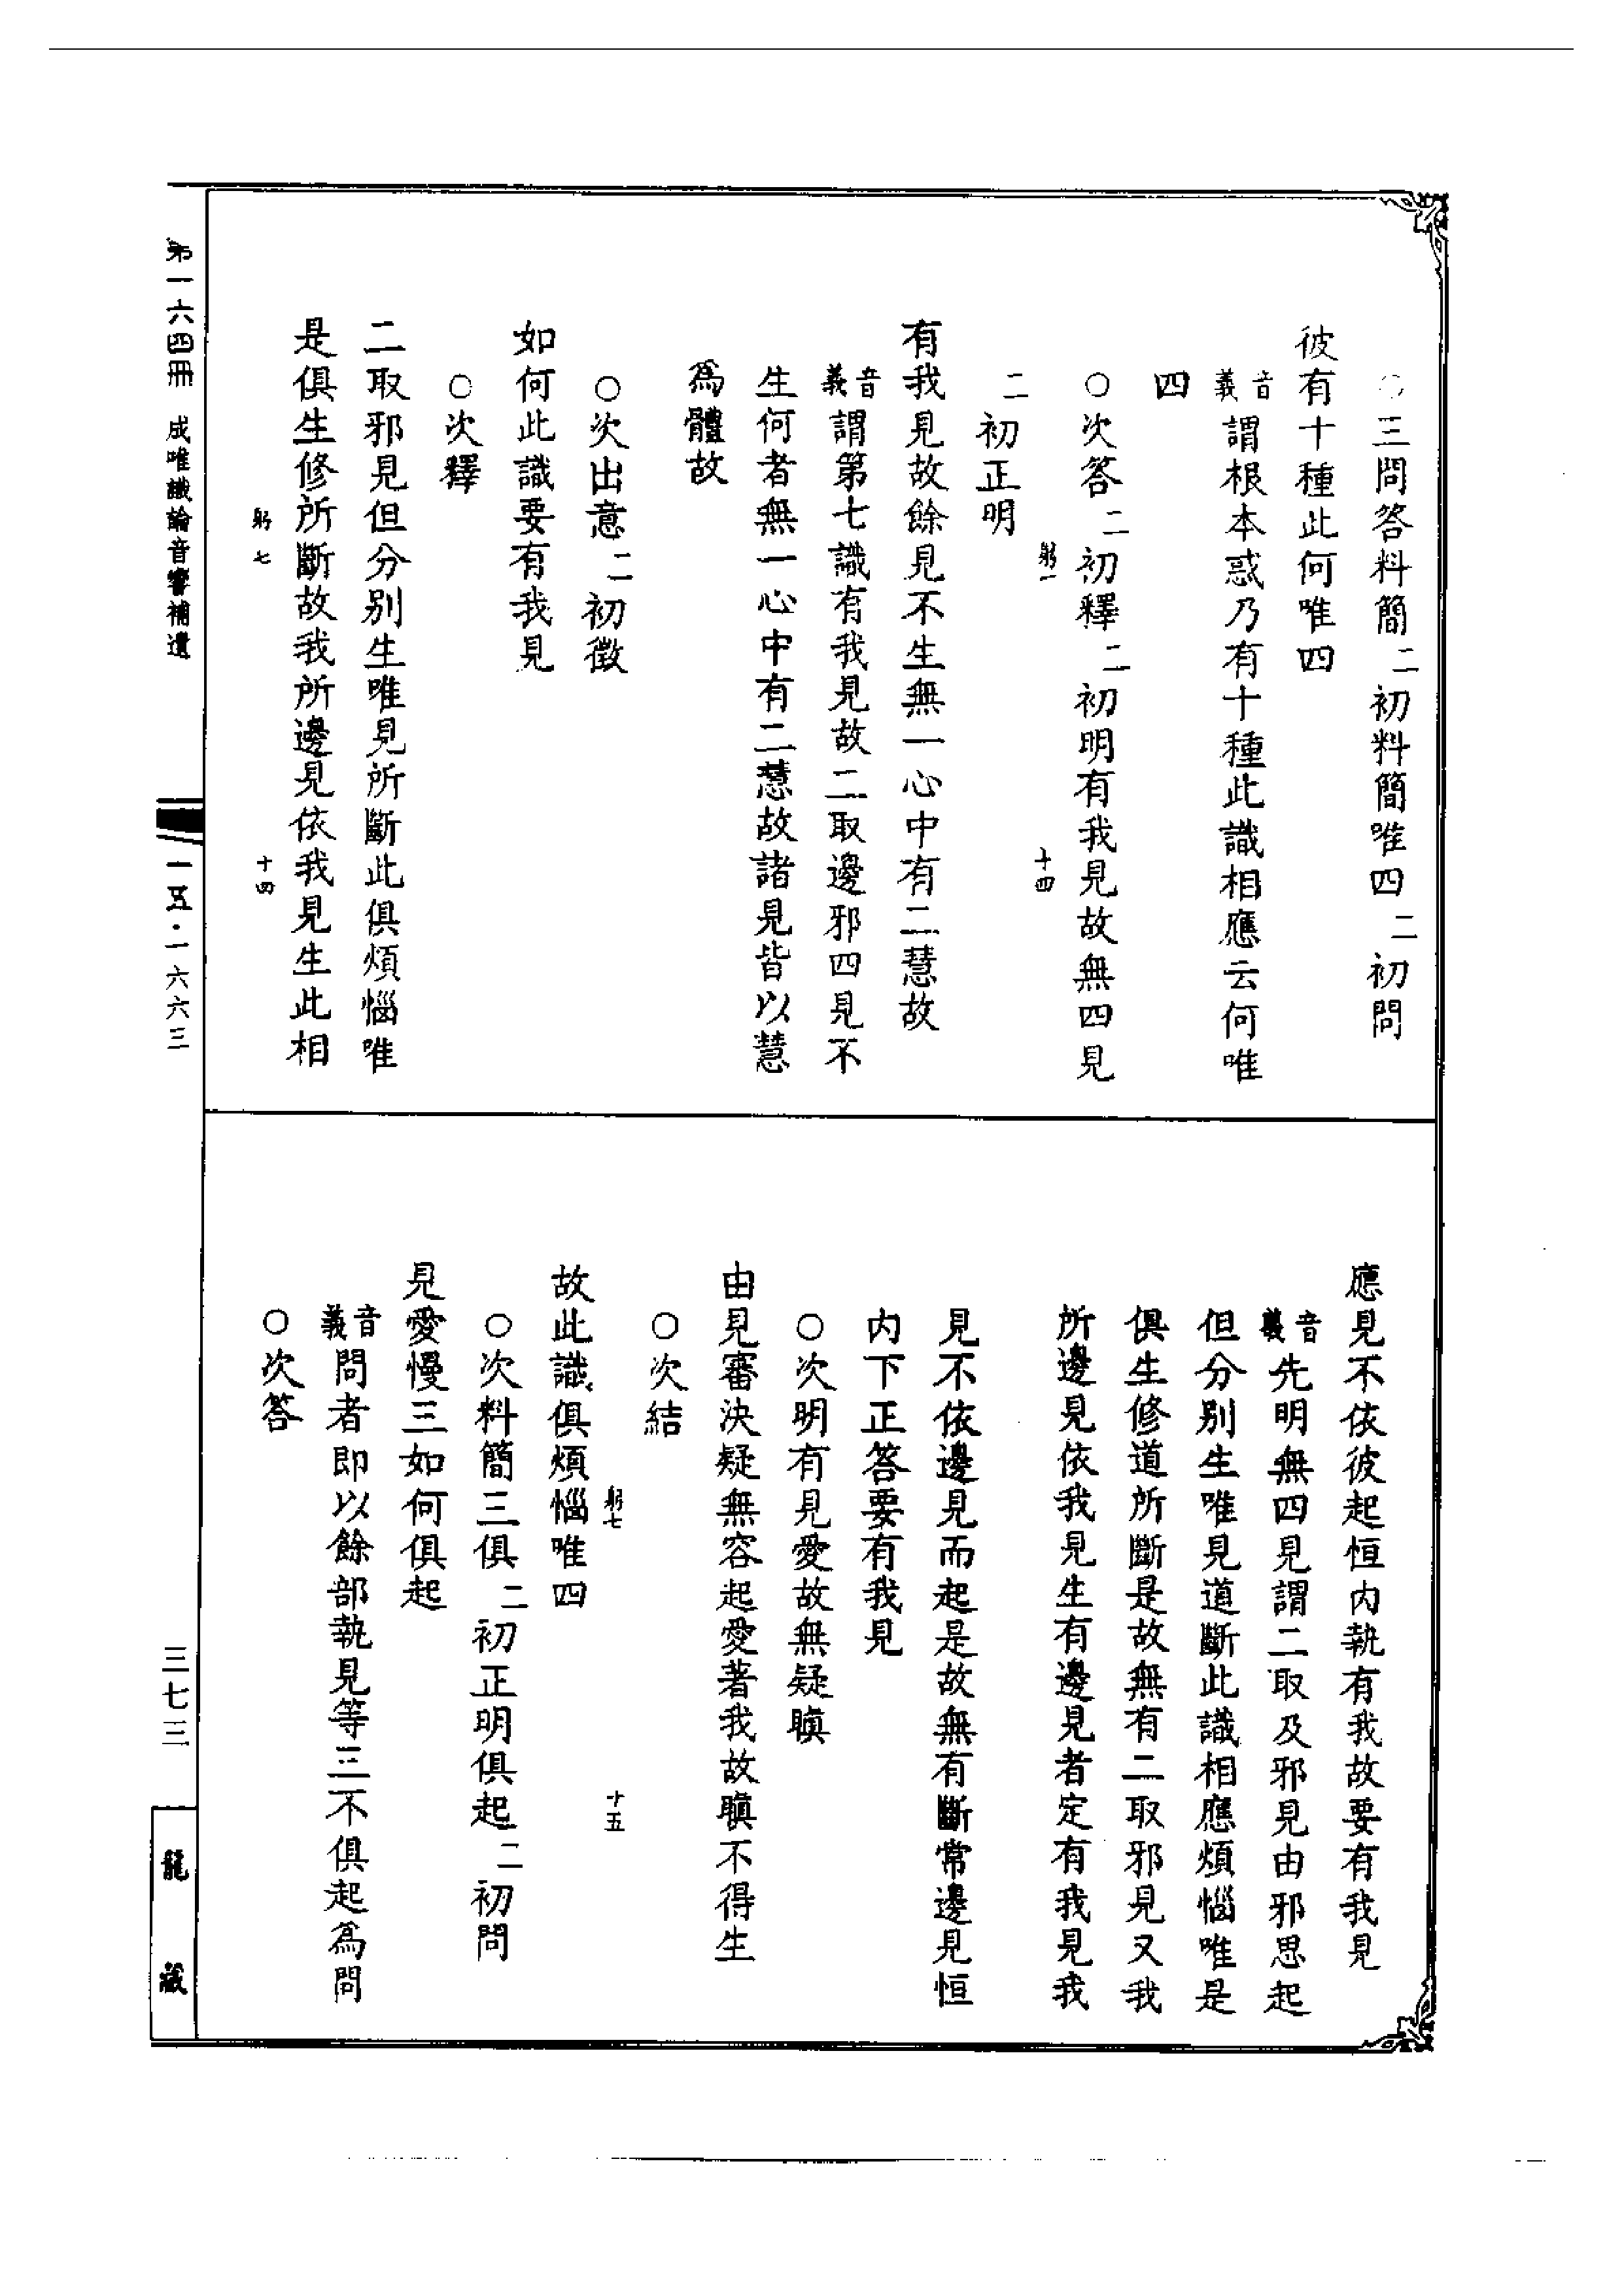 ○三問答料簡二初料簡唯四二初問
彼有十種此何唯四
音義謂根本惑乃有十種此識相應云何唯
四
○次答二初釋二初明有我見故無四見
躬一 十四
二初正明
有我見故餘見不生無一心中有二慧故
音義謂第七識有我見故二取邊邪四見不
生何者無一心中有二慧故諸見皆以慧
爲體故
○次出意二初徵
如何此識要有我見
○次釋
二取邪見但分別生唯見所斷此俱煩惱唯
是俱生修所斷故我所邊見依我見生此相
躬七 十四
應見不依彼起恒內執有我故要有我見
音義先明無四見謂二取及邪見由邪思起
但分別生唯見道斷此識相應煩惱唯是
俱生修道所斷是故無有二取邪見又我
所邊見依我見生有邊見者定有我見我
見不依邊見而起是故無有斷常邊見恒
內下正答要有我見
○次明有見愛故無疑瞋
由見審決疑無容起愛著我故瞋不得生
○次結
躬七 十五
故此識俱煩惱唯四
○次料簡三俱二初正明俱起二初問
見愛慢三如何俱起
音義問者即以餘部執見等三不俱起爲問
○次答
第一六四冊 成唯識論音響補遺
一五·一六六三
三七三
龍藏